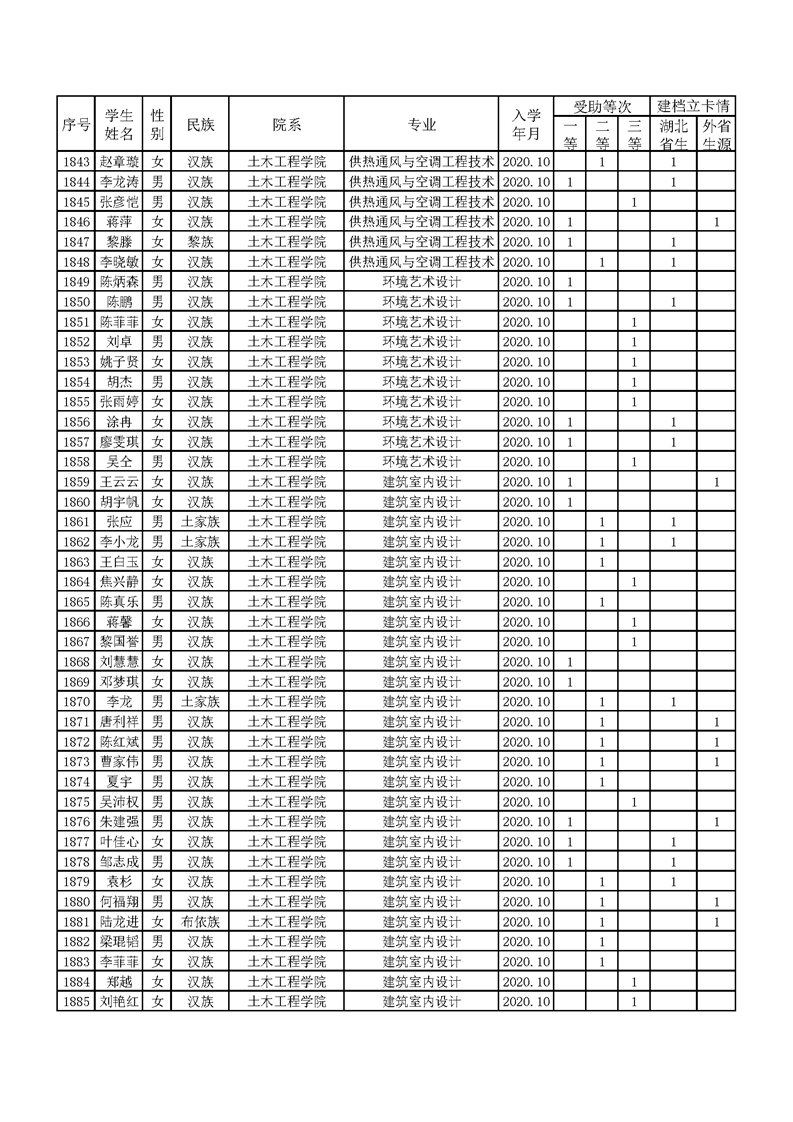 序号 学生姓名 性别 民族 院系 专业 入学年月 受助等次 建档立卡情
一等 二等 三等 湖北省生 外省生源
1843 赵章璇 女 汉族 土木工程学院 供热通风与空调工程技术 2020.10 1 1
1844 李龙涛 男 汉族 土木工程学院 供热通风与空调工程技术 2020.10 1 1
1845 张彦恺 男 汉族 土木工程学院 供热通风与空调工程技术 2020.10 1
1846 蒋萍 女 汉族 土木工程学院 供热通风与空调工程技术 2020.10 1 1
1847 黎滕 女 黎族 土木工程学院 供热通风与空调工程技术 2020.10 1 1
1848 李晓敏 女 汉族 土木工程学院 供热通风与空调工程技术 2020.10 1 1
1849 陈炳森 男 汉族 土木工程学院 环境艺术设计 2020.10 1
1850 陈鹏 男 汉族 土木工程学院 环境艺术设计 2020.10 1 1
1851 陈菲菲 女 汉族 土木工程学院 环境艺术设计 2020.10 1
1852 刘卓 男 汉族 土木工程学院 环境艺术设计 2020.10 1
1853 姚子贤 女 汉族 土木工程学院 环境艺术设计 2020.10 1
1854 胡杰 男 汉族 土木工程学院 环境艺术设计 2020.10 1
1855 张雨婷 女 汉族 土木工程学院 环境艺术设计 2020.10 1
1856 涂冉 女 汉族 土木工程学院 环境艺术设计 2020.10 1 1
1857 廖雯琪 女 汉族 土木工程学院 环境艺术设计 2020.10 1 1
1858 吴仝 男 汉族 土木工程学院 环境艺术设计 2020.10 1
1859 王云云 女 汉族 土木工程学院 建筑室内设计 2020.10 1 1
1860 胡宇帆 女 汉族 土木工程学院 建筑室内设计 2020.10 1
1861 张应 男 土家族 土木工程学院 建筑室内设计 2020.10 1 1
1862 李小龙 男 土家族 土木工程学院 建筑室内设计 2020.10 1 1
1863 王白玉 女 汉族 土木工程学院 建筑室内设计 2020.10 1
1864 焦兴静 女 汉族 土木工程学院 建筑室内设计 2020.10 1
1865 陈真乐 男 汉族 土木工程学院 建筑室内设计 2020.10 1
1866 蒋馨 女 汉族 土木工程学院 建筑室内设计 2020.10 1
1867 黎国誉 男 汉族 土木工程学院 建筑室内设计 2020.10 1
1868 刘慧慧 女 汉族 土木工程学院 建筑室内设计 2020.10 1
1869 邓梦琪 女 汉族 土木工程学院 建筑室内设计 2020.10 1
1870 李龙 男 土家族 土木工程学院 建筑室内设计 2020.10 1 1
1871 唐利祥 男 汉族 土木工程学院 建筑室内设计 2020.10 1 1
1872 陈红斌 男 汉族 土木工程学院 建筑室内设计 2020.10 1 1
1873 曹家伟 男 汉族 土木工程学院 建筑室内设计 2020.10 1 1
1874 夏宇 男 汉族 土木工程学院 建筑室内设计 2020.10 1
1875 吴沛权 男 汉族 土木工程学院 建筑室内设计 2020.10 1
1876 朱建强 男 汉族 土木工程学院 建筑室内设计 2020.10 1 1
1877 叶佳心 女 汉族 土木工程学院 建筑室内设计 2020.10 1 1
1878 邹志成 男 汉族 土木工程学院 建筑室内设计 2020.10 1 1
1879 袁杉 女 汉族 土木工程学院 建筑室内设计 2020.10 1 1
1880 何福翔 男 汉族 土木工程学院 建筑室内设计 2020.10 1 1
1881 陆龙进 女 布依族 土木工程学院 建筑室内设计 2020.10 1 1
1882 梁琨韬 男 汉族 土木工程学院 建筑室内设计 2020.10 1
1883 李菲菲 女 汉族 土木工程学院 建筑室内设计 2020.10 1
1884 郑越 女 汉族 土木工程学院 建筑室内设计 2020.10 1
1885 刘艳红 女 汉族 土木工程学院 建筑室内设计 2020.10 1